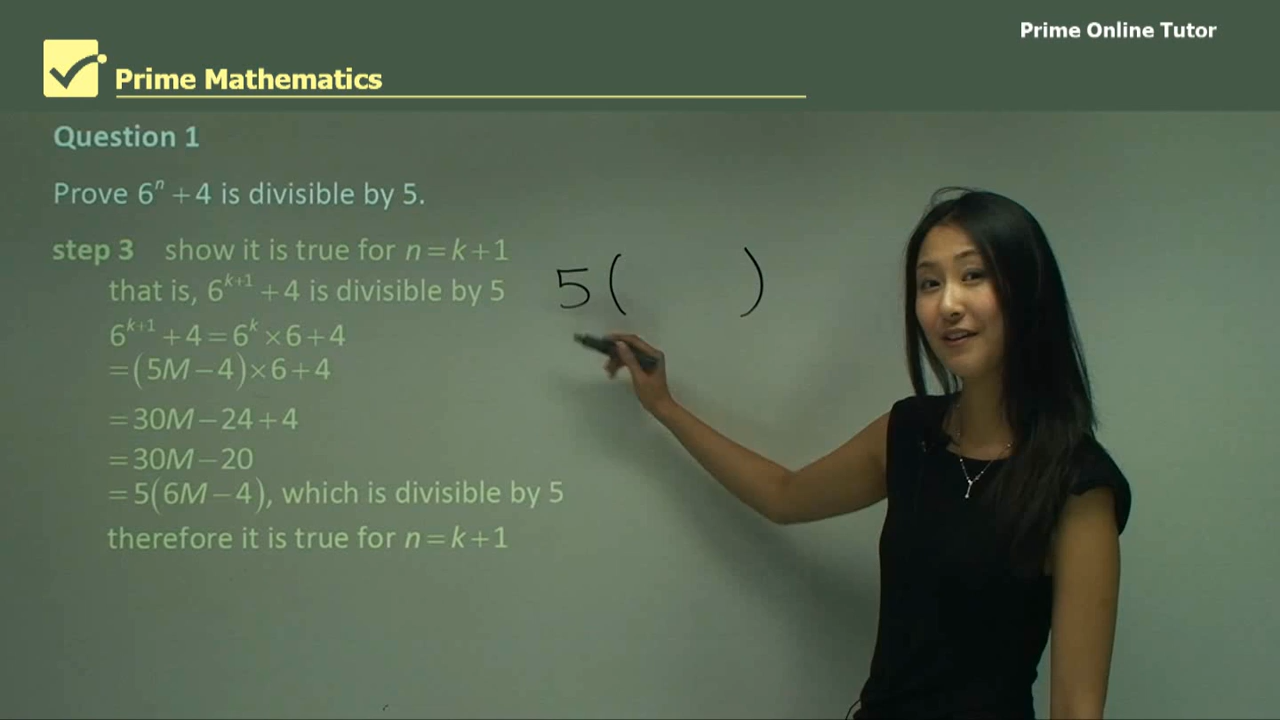 Prime Online Tutor
Prime Mathematics
Question 1
Prove 6ⁿ + 4 is divisible by 5.
step 3 show it is true for n = k + 1
that is, 6ᵏ⁺¹ + 4 is divisible by 5
5 ( )
6ᵏ⁺¹ + 4 = 6ᵏ × 6 + 4
= (5M − 4) × 6 + 4
= 30M − 24 + 4
= 30M − 20
= 5(6M − 4), which is divisible by 5
therefore it is true for n = k + 1